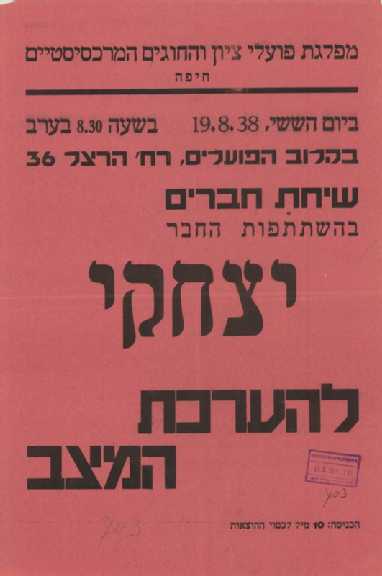 מפלגת פועלי ציון והחוגים המרכסיסטיים
חיפה
ביום הששי, 19.8.38 בשעה 8.30 בערב
בקלוב הפועלים, רח' הרצל 36
שיחת חברים
בהשתתפות החבר
יצחקי
להערכת
המצב
הכניסה: 10 מיל לכסוי ההוצאות